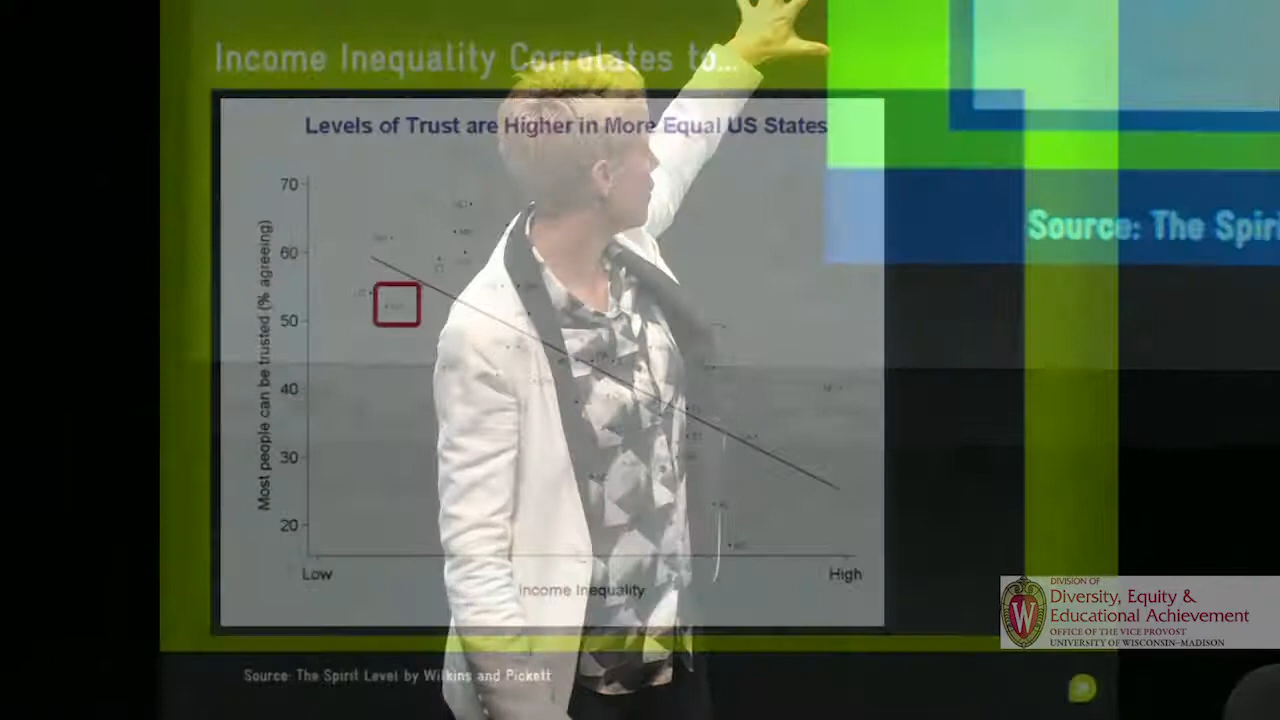 Income Inequality Correlates to...
Levels of Trust are Higher in More Equal US States
Most people can be trusted (% agreeing)
70
60
50
40
30
20
Low
High
Income Inequality
Source: The Spirit Level by Wilkins and Pickett
Source: The Spiri
DIVISION OF
Diversity, Equity &
Educational Achievement
OFFICE OF THE VICE PROVOST
UNIVERSITY OF WISCONSIN–MADISON
W